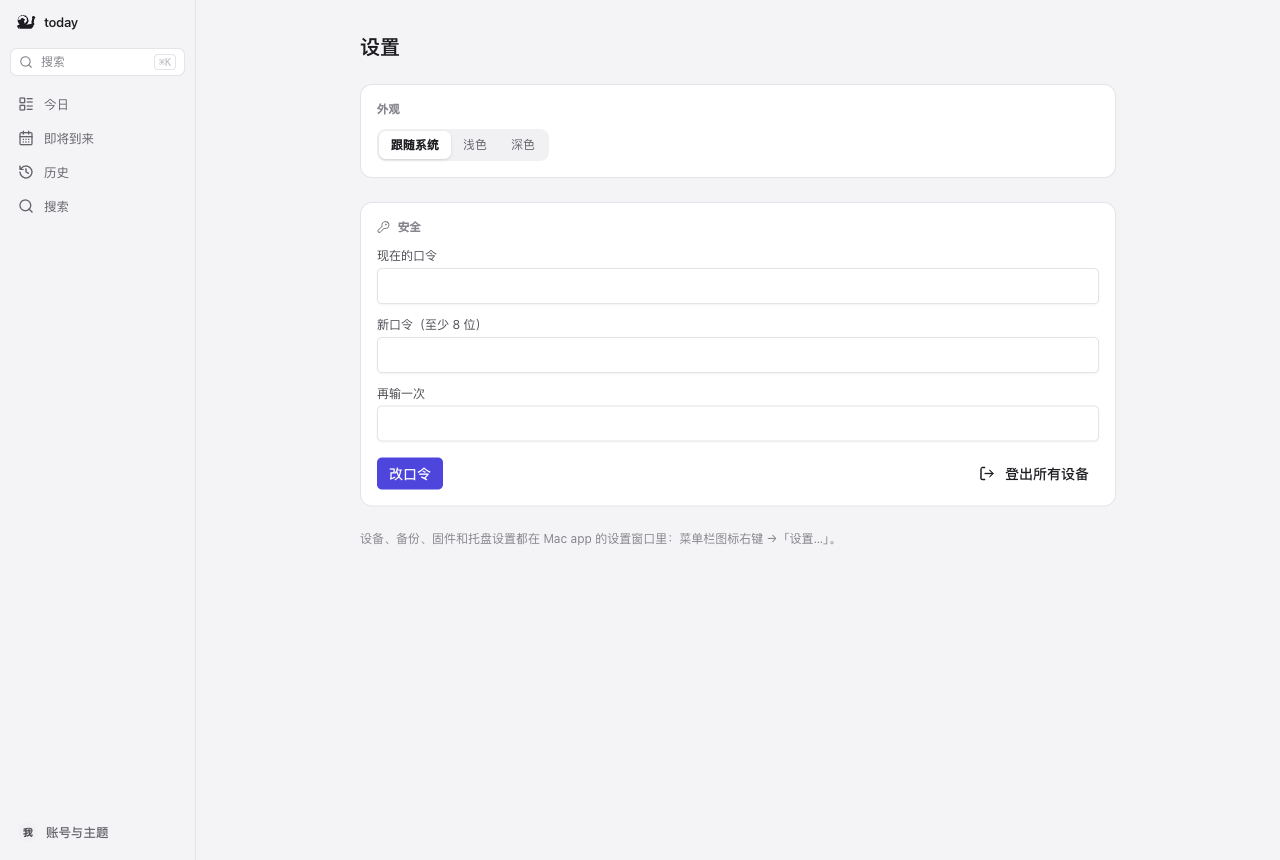 today
搜索 ⌘K
今日
即将到来
历史
搜索
我 账号与主题
设置
外观
跟随系统 浅色 深色
安全
现在的口令
新口令（至少 8 位）
再输一次
改口令 登出所有设备
设备、备份、固件和托盘设置都在 Mac app 的设置窗口里：菜单栏图标右键 →「设置…」。